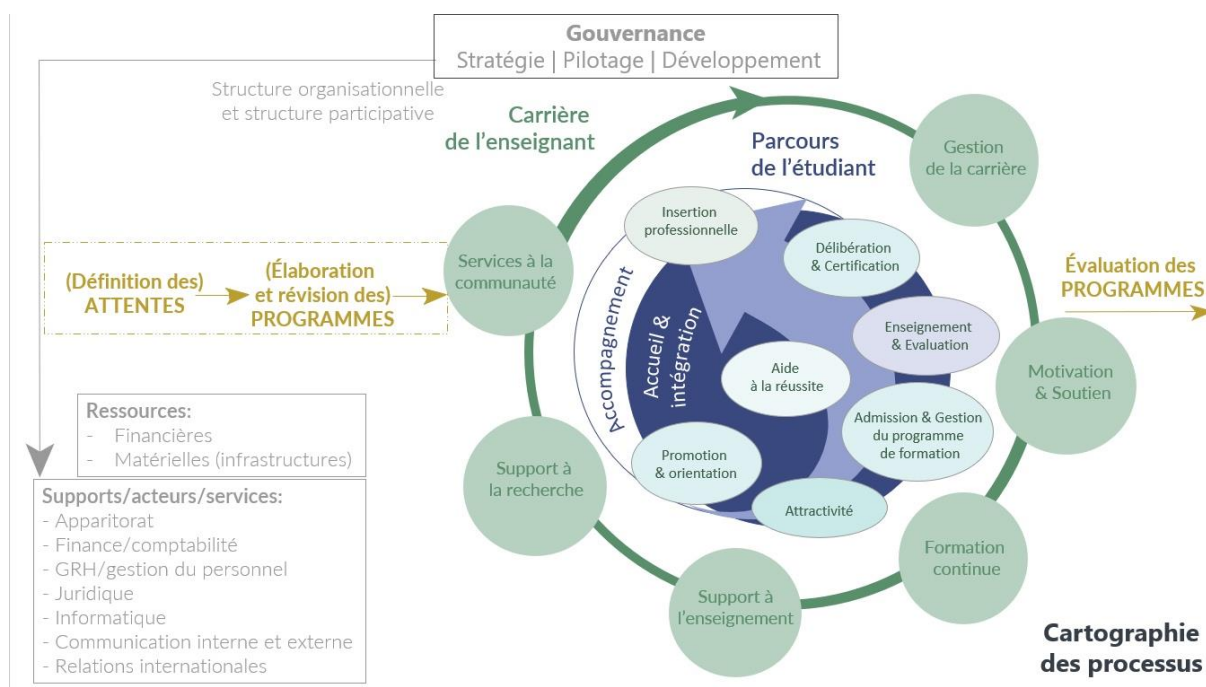 Gouvernance
Stratégie | Pilotage | Développement
Structure organisationnelle
et structure participative
Carrière
de l'enseignant
Parcours
de l'étudiant
Gestion
de la carrière
Insertion
professionnelle
Délibération
& Certification
Services à la
communauté
(Définition des)
ATTENTES
(Élaboration
et révision des)
PROGRAMMES
Évaluation des
PROGRAMMES
Accompagnement
Accueil &
intégration
Enseignement
& Evaluation
Aide
à la réussite
Motivation
& Soutien
Admission & Gestion
du programme
de formation
Ressources:
- Financières
- Matérielles (infrastructures)
Promotion
& orientation
Support à
la recherche
Attractivité
Supports/acteurs/services:
- Apparitorat
- Finance/comptabilité
- GRH/gestion du personnel
- Juridique
- Informatique
- Communication interne et externe
- Relations internationales
Formation
continue
Support à
l'enseignement
Cartographie
des processus